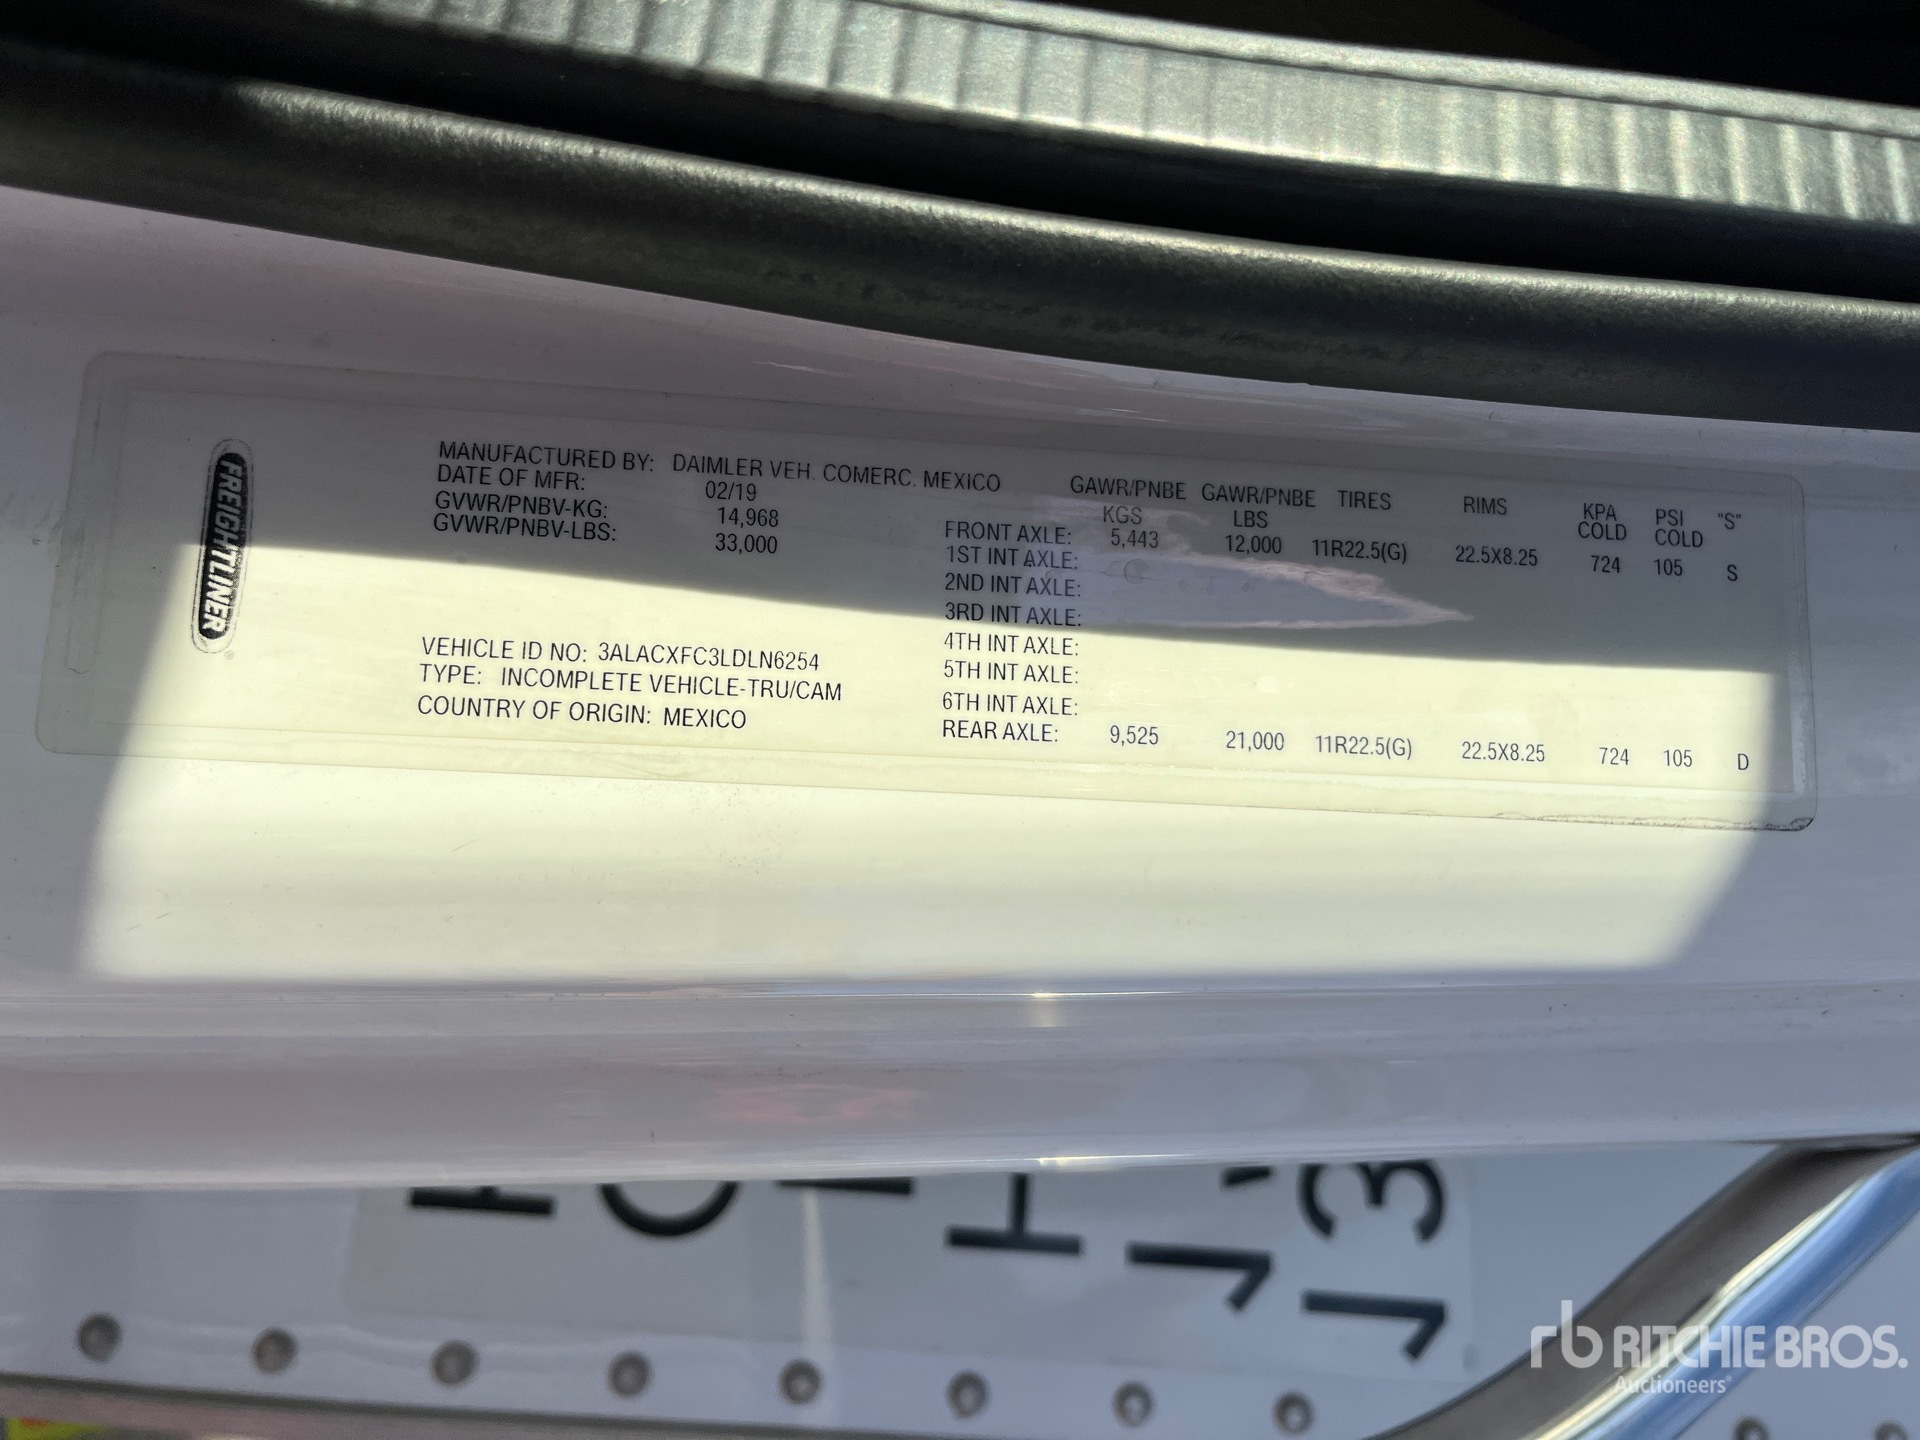 FREIGHTLINER
MANUFACTURED BY: DAIMLER VEH. COMERC. MEXICO
DATE OF MFR: 02/19
GVWR/PNBV-KG: 14,968
GVWR/PNBV-LBS: 33,000
VEHICLE ID NO: 3ALACXFC3LDLN6254
TYPE: INCOMPLETE VEHICLE-TRU/CAM
COUNTRY OF ORIGIN: MEXICO
GAWR/PNBE GAWR/PNBE TIRES RIMS KPA PSI "S"
KGS LBS COLD COLD
FRONT AXLE: 5,443 12,000 11R22.5(G) 22.5X8.25 724 105 S
1ST INT AXLE:
2ND INT AXLE:
3RD INT AXLE:
4TH INT AXLE:
5TH INT AXLE:
6TH INT AXLE:
REAR AXLE: 9,525 21,000 11R22.5(G) 22.5X8.25 724 105 D
rb RITCHIE BROS.
Auctioneers